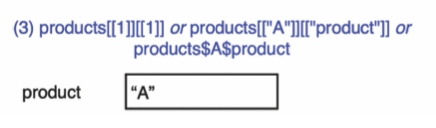 (3) products[[1]][[1]] or products[["A"]][["product"]] or
products$A$product
product “A”